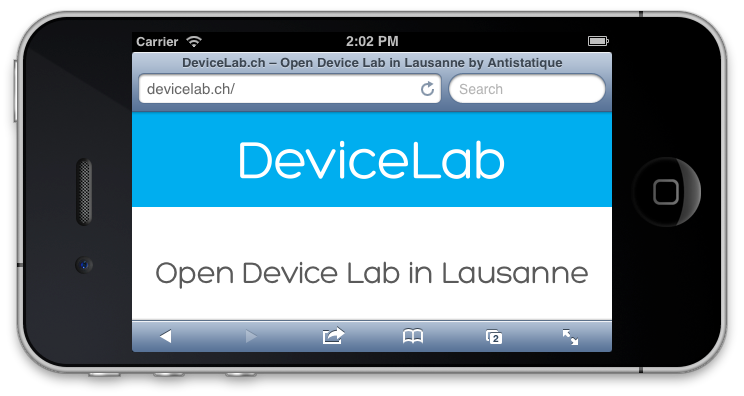 Carrier 2:02 PM
DeviceLab.ch – Open Device Lab in Lausanne by Antistatique
devicelab.ch/ Search
DeviceLab
Open Device Lab in Lausanne
2